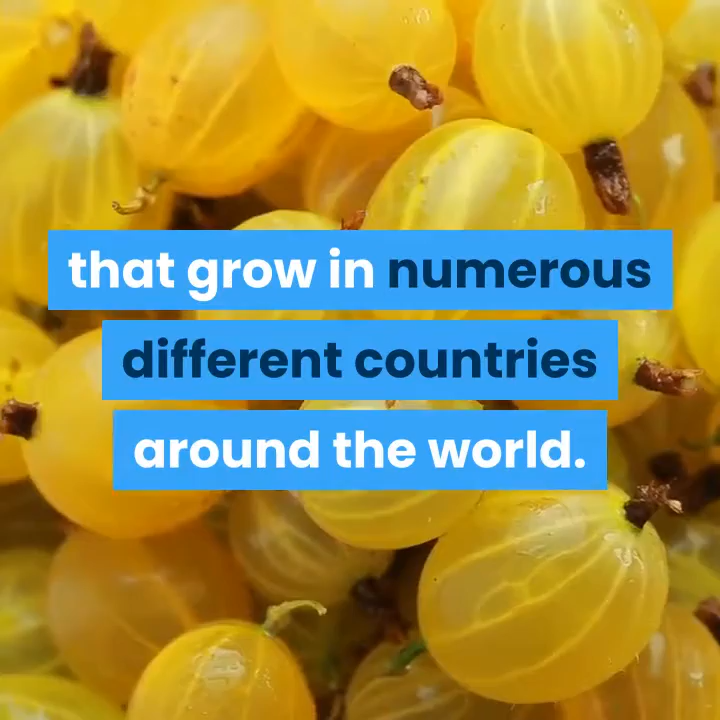 that grow in numerous
different countries
around the world.